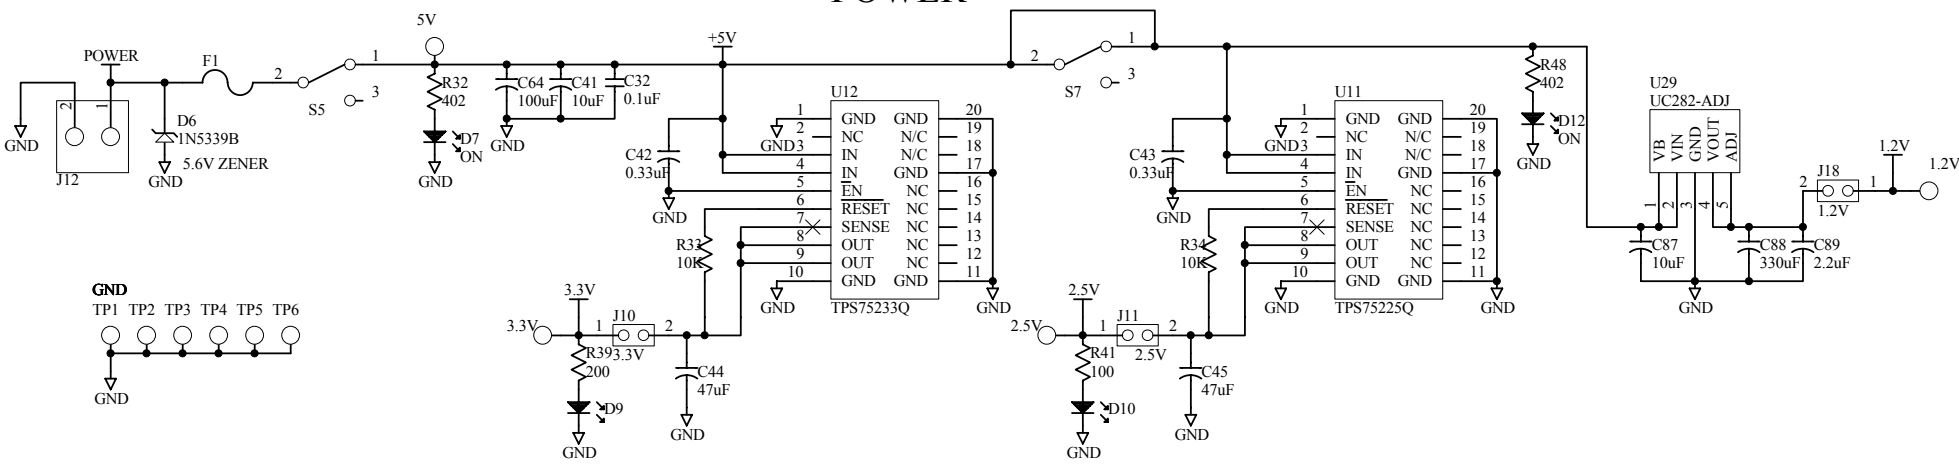 POWER
5V
POWER
F1
2
1
3
S5
GND
2
1
J12
D6
1N5339B
5.6V ZENER
GND
R32
402
D7
ON
GND
C64
100uF
C41
10uF
C32
0.1uF
GND
+5V
C42
0.33uF
GND
U12
1 GND GND 20
2 NC N/C 19
GND 3 IN N/C 18
4 IN GND 17
5 EN NC 16
6 RESET NC 15
7 SENSE NC 14
8 OUT NC 13
9 OUT NC 12
10 GND GND 11
GND
GND
TPS75233Q
R33
10K
3.3V
3.3V
1
J10
2
3.3V
R39
200
D9
GND
C44
47uF
GND
2
1
3
S7
C43
0.33uF
GND
U11
1 GND GND 20
2 NC N/C 19
GND 3 IN N/C 18
4 IN GND 17
5 EN NC 16
6 RESET NC 15
7 SENSE NC 14
8 OUT NC 13
9 OUT NC 12
10 GND GND 11
GND
GND
TPS75225Q
R34
10K
2.5V
2.5V
1
J11
2
2.5V
R41
100
D10
GND
C45
47uF
GND
R48
402
D12
ON
GND
U29
UC282-ADJ
VB
VIN
GND
VOUT
ADJ
1
2
3
4
5
C87
10uF
C88
330uF
C89
2.2uF
GND
2
J18
1
1.2V
1.2V
1.2V
GND
TP1 TP2 TP3 TP4 TP5 TP6
GND